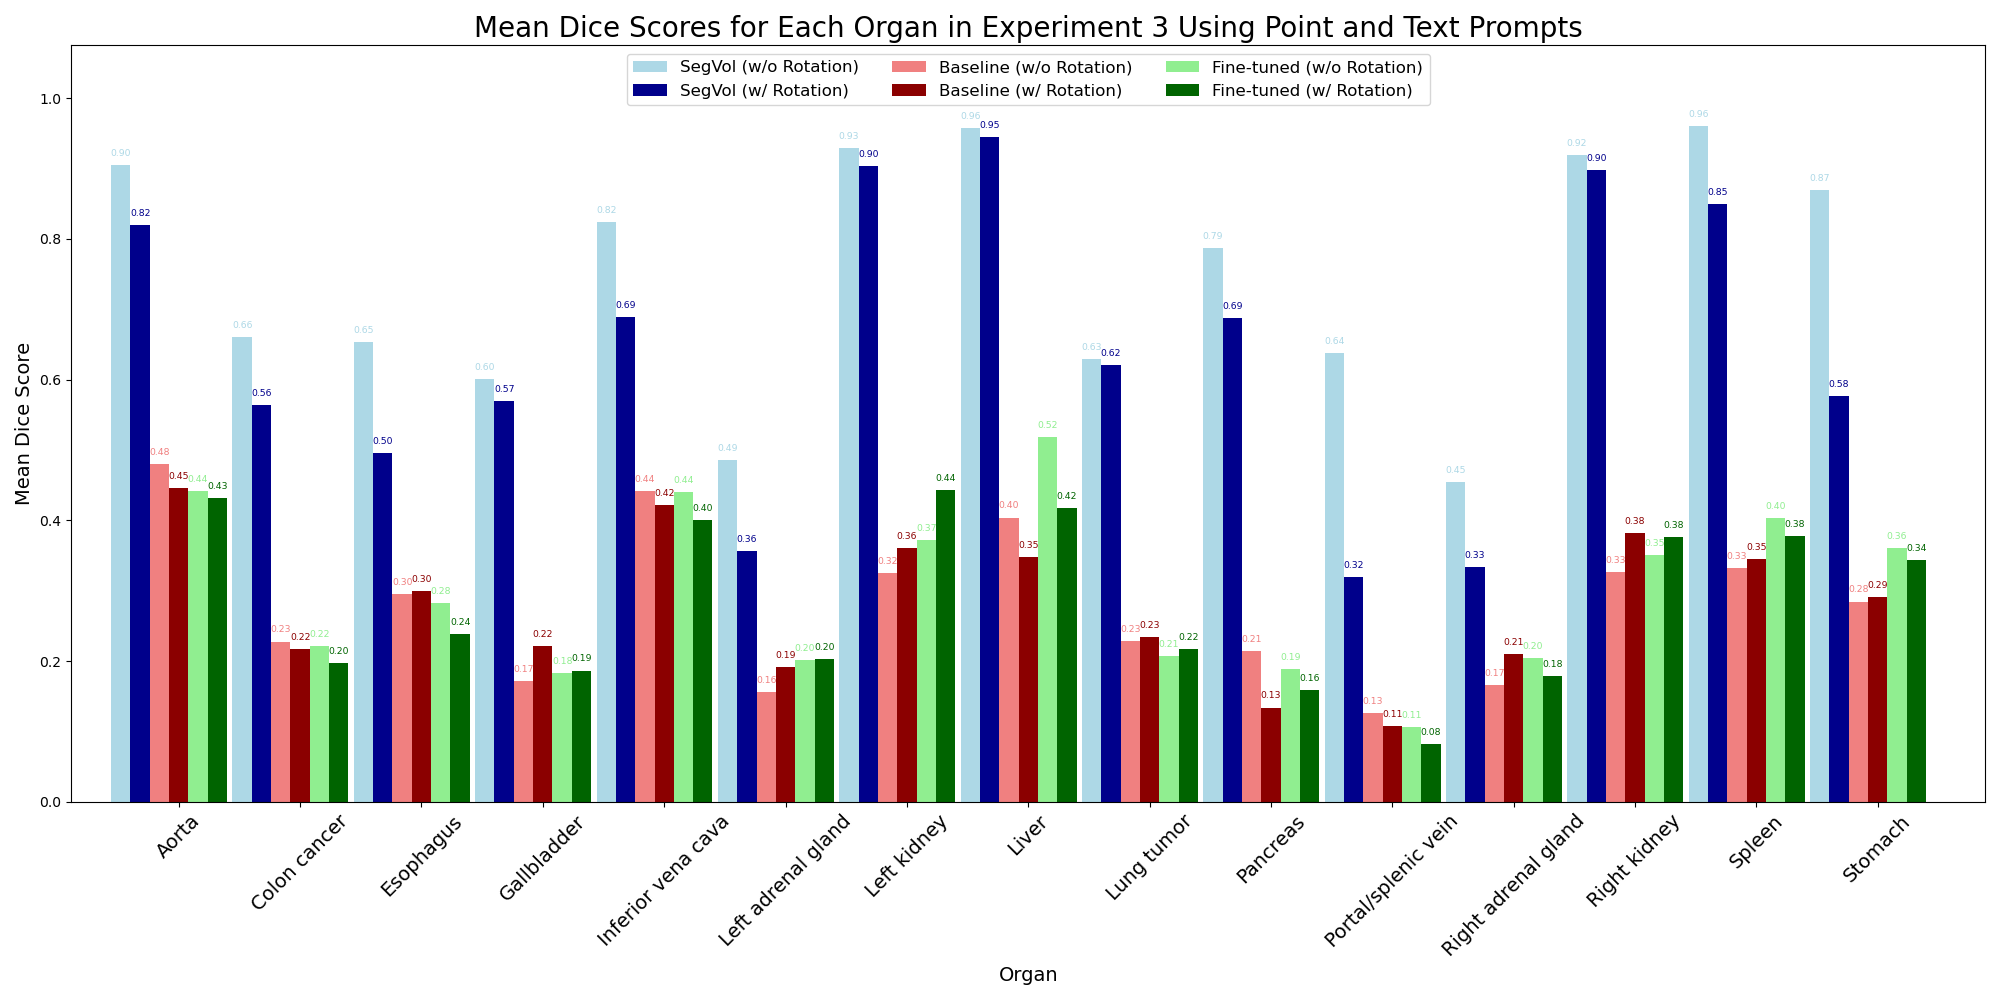 Mean Dice Scores for Each Organ in Experiment 3 Using Point and Text Prompts
SegVol (w/o Rotation) Baseline (w/o Rotation) Fine-tuned (w/o Rotation)
SegVol (w/ Rotation) Baseline (w/ Rotation) Fine-tuned (w/ Rotation)
Mean Dice Score
1.0
0.8
0.6
0.4
0.2
0.0
0.90 0.82 0.48 0.45 0.44 0.43
0.66 0.56 0.23 0.22 0.22 0.20
0.65 0.50 0.30 0.30 0.28 0.24
0.60 0.57 0.17 0.22 0.18 0.19
0.82 0.69 0.44 0.42 0.44 0.40
0.49 0.36 0.16 0.19 0.20 0.20
0.93 0.90 0.32 0.36 0.37 0.44
0.96 0.95 0.40 0.35 0.52 0.42
0.63 0.62 0.23 0.23 0.21 0.22
0.79 0.69 0.21 0.13 0.19 0.16
0.64 0.32 0.13 0.11 0.11 0.08
0.45 0.33 0.17 0.21 0.20 0.18
0.92 0.90 0.33 0.38 0.35 0.38
0.96 0.85 0.33 0.35 0.40 0.38
0.87 0.58 0.28 0.29 0.36 0.34
Aorta
Colon cancer
Esophagus
Gallbladder
Inferior vena cava
Left adrenal gland
Left kidney
Liver
Lung tumor
Pancreas
Portal/splenic vein
Right adrenal gland
Right kidney
Spleen
Stomach
Organ